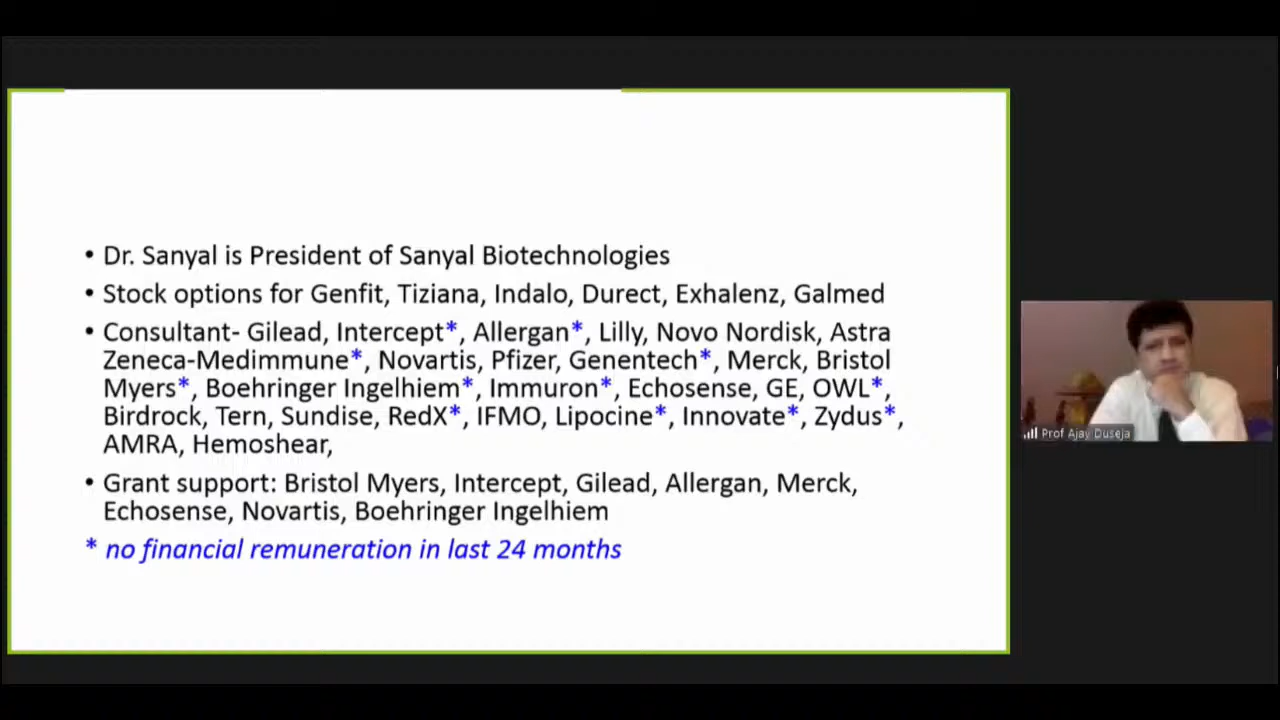 • Dr. Sanyal is President of Sanyal Biotechnologies
• Stock options for Genfit, Tiziana, Indalo, Durect, Exhalenz, Galmed
• Consultant- Gilead, Intercept*, Allergan*, Lilly, Novo Nordisk, Astra
Zeneca-Medimmune*, Novartis, Pfizer, Genentech*, Merck, Bristol
Myers*, Boehringer Ingelhiem*, Immuron*, Echosense, GE, OWL*,
Birdrock, Tern, Sundise, RedX*, IFMO, Lipocine*, Innovate*, Zydus*,
AMRA, Hemoshear,
• Grant support: Bristol Myers, Intercept, Gilead, Allergan, Merck,
Echosense, Novartis, Boehringer Ingelhiem
* no financial remuneration in last 24 months
Prof Ajay Duseja